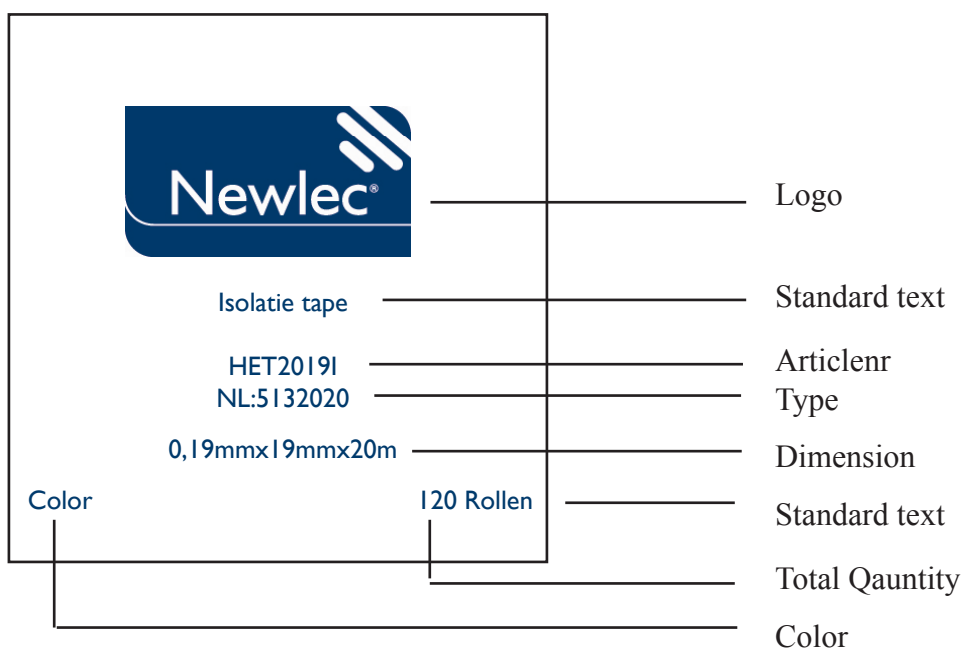 Newlec®
Logo
Isolatie tape
Standard text
HET2019I
Articlenr
NL:5132020
Type
0,19mmx19mmx20m
Dimension
Color
120 Rollen
Standard text
Total Qauntity
Color